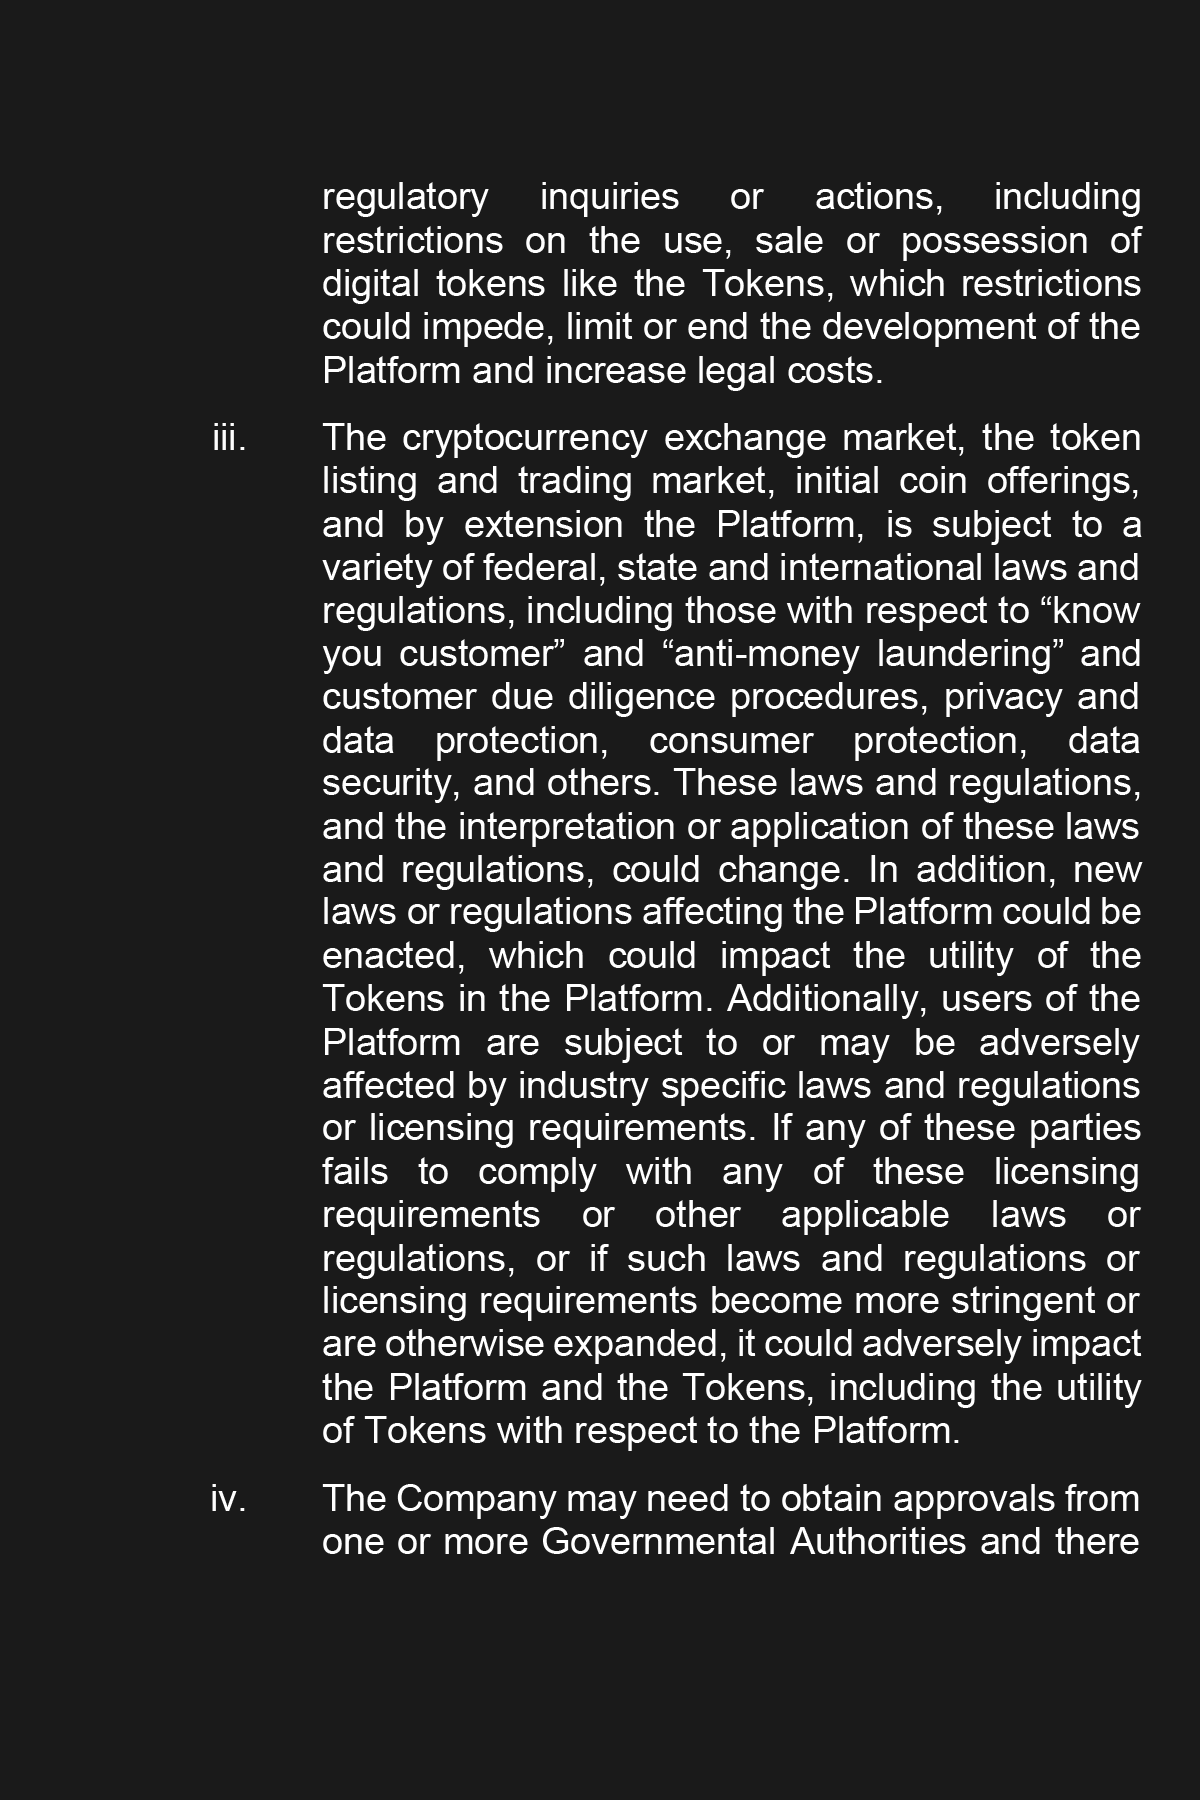 regulatory inquiries or actions, including
restrictions on the use, sale or possession of
digital tokens like the Tokens, which restrictions
could impede, limit or end the development of the
Platform and increase legal costs.
iii. The cryptocurrency exchange market, the token
listing and trading market, initial coin offerings,
and by extension the Platform, is subject to a
variety of federal, state and international laws and
regulations, including those with respect to “know
you customer” and “anti-money laundering” and
customer due diligence procedures, privacy and
data protection, consumer protection, data
security, and others. These laws and regulations,
and the interpretation or application of these laws
and regulations, could change. In addition, new
laws or regulations affecting the Platform could be
enacted, which could impact the utility of the
Tokens in the Platform. Additionally, users of the
Platform are subject to or may be adversely
affected by industry specific laws and regulations
or licensing requirements. If any of these parties
fails to comply with any of these licensing
requirements or other applicable laws or
regulations, or if such laws and regulations or
licensing requirements become more stringent or
are otherwise expanded, it could adversely impact
the Platform and the Tokens, including the utility
of Tokens with respect to the Platform.
iv. The Company may need to obtain approvals from
one or more Governmental Authorities and there